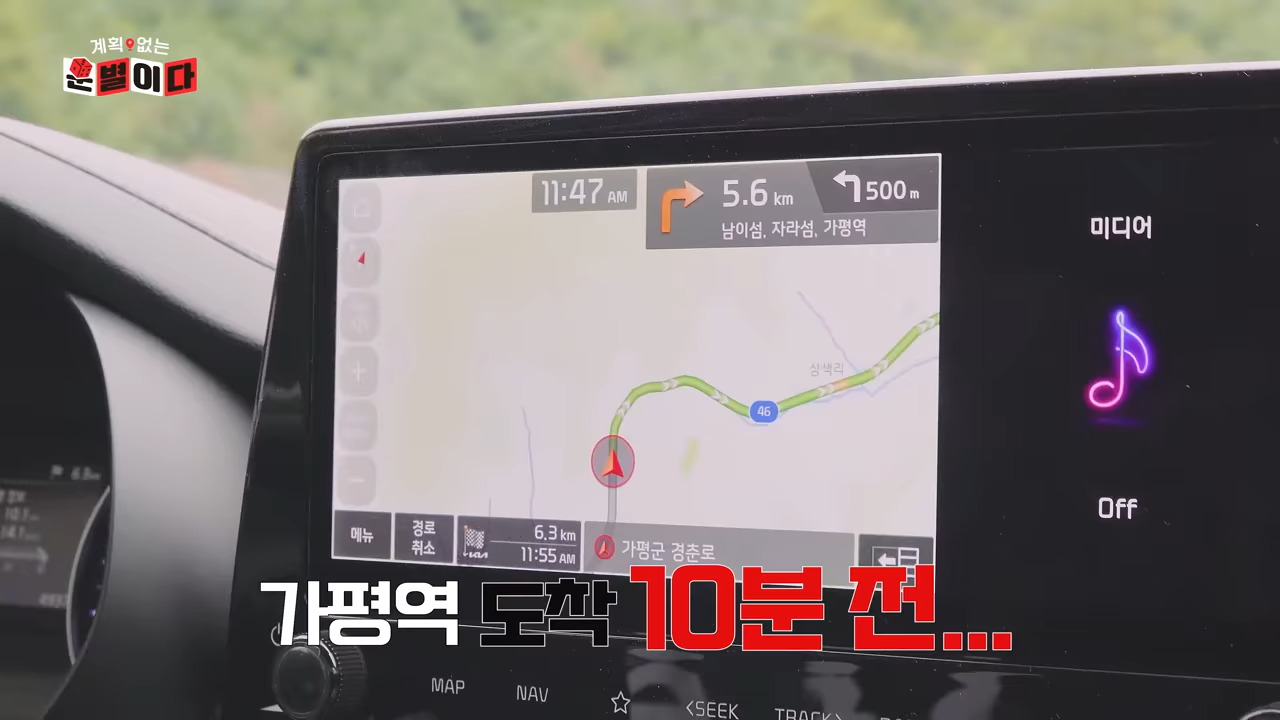 계획 없는
운별이다
11:47 AM
5.6 km
500 m
남이섬, 자라섬, 가평역
미디어
상색리
46
메뉴
경로
취소
6.3 km
11:55 AM
가평군 경춘로
Off
가평역 도착 10분 전...
MAP
NAV
<SEEK
TRACK>